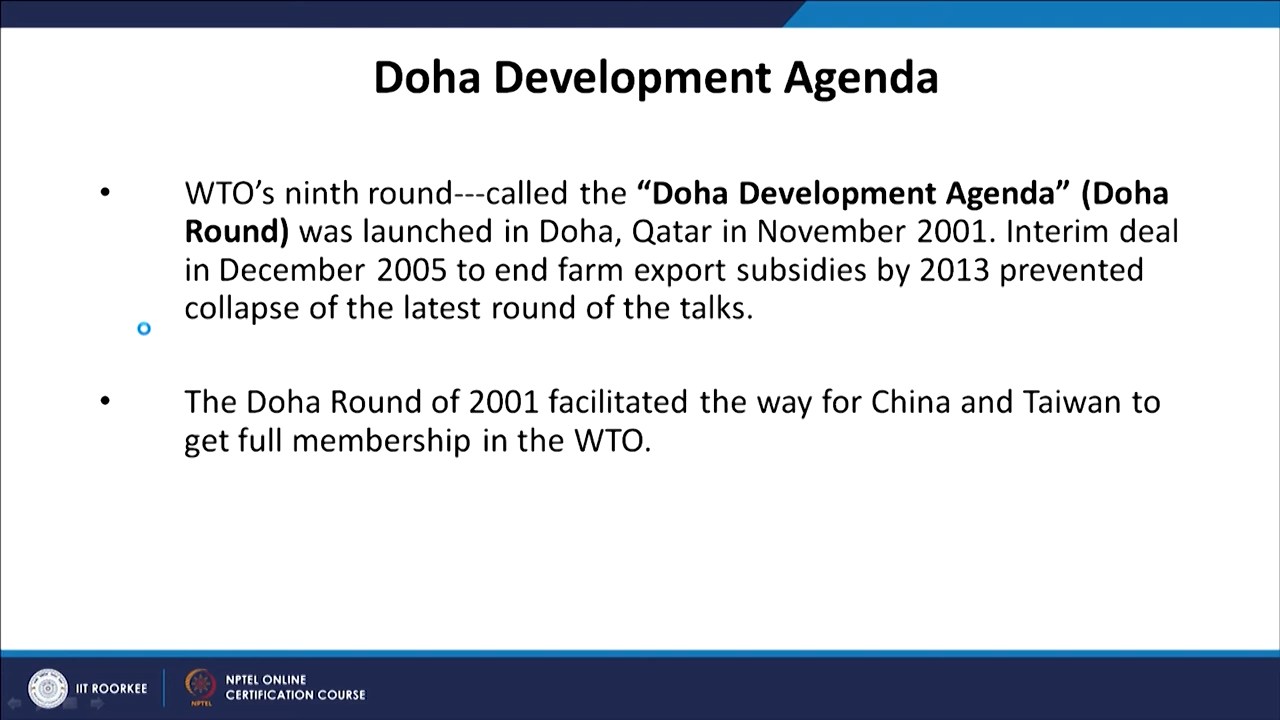 Doha Development Agenda
• WTO’s ninth round---called the “Doha Development Agenda” (Doha
Round) was launched in Doha, Qatar in November 2001. Interim deal
in December 2005 to end farm export subsidies by 2013 prevented
collapse of the latest round of the talks.
• The Doha Round of 2001 facilitated the way for China and Taiwan to
get full membership in the WTO.
IIT ROORKEE
NPTEL
NPTEL ONLINE
CERTIFICATION COURSE